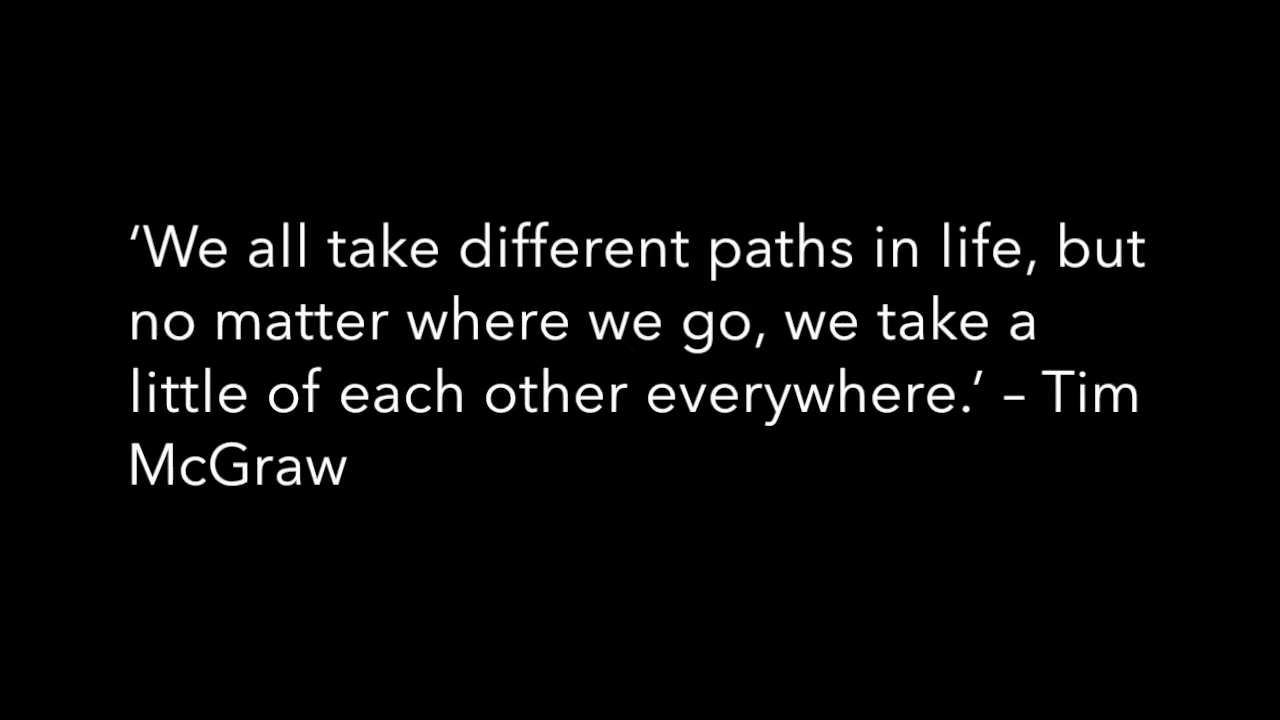 ‘We all take different paths in life, but
no matter where we go, we take a
little of each other everywhere.’ – Tim
McGraw